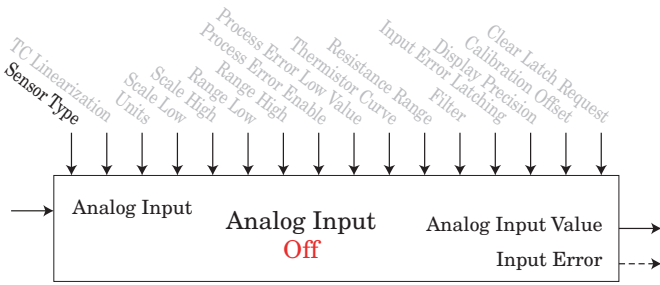 Sensor Type
TC Linearization
Units
Scale Low
Scale High
Range Low
Range High
Process Error Enable
Process Error Low Value
Thermistor Curve
Resistance Range
Filter
Input Error Latching
Display Precision
Calibration Offset
Clear Latch Request
Analog Input
Analog Input
Off
Analog Input Value
Input Error